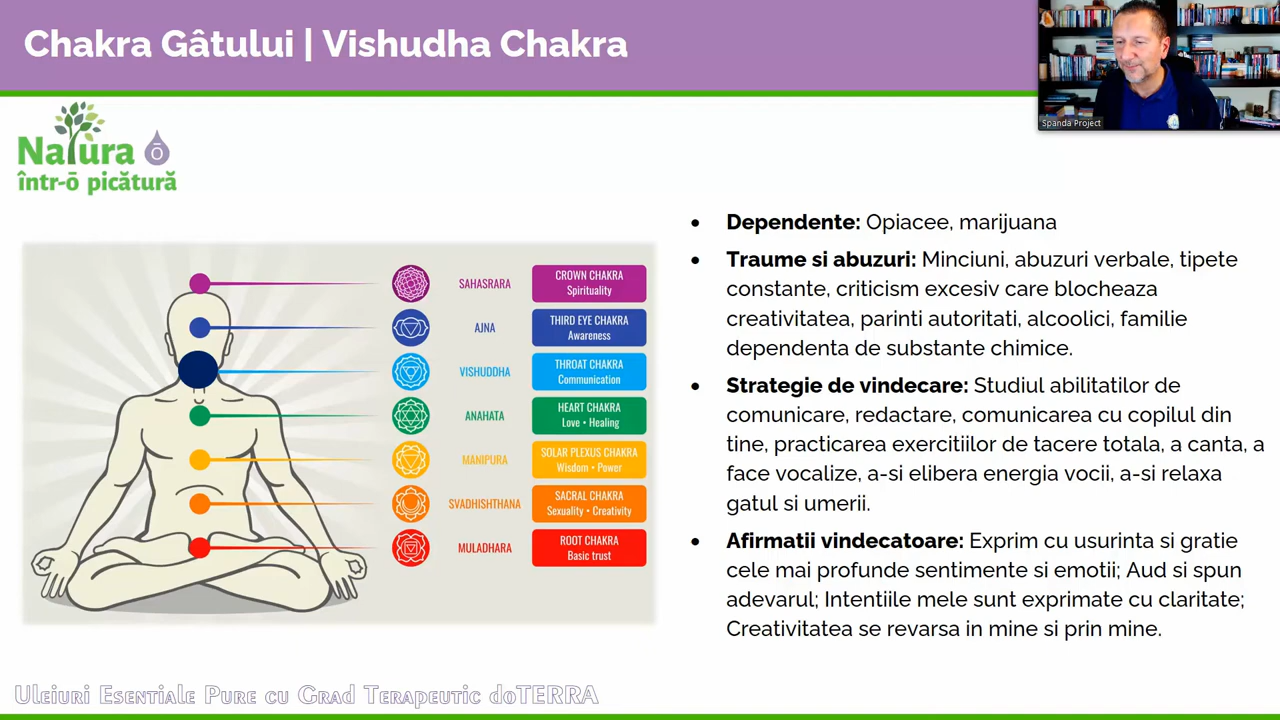 Chakra Gâtului | Vishudha Chakra
Spanda Project
Natura ō
într-ō picătură
SAHASRARA
CROWN CHAKRA
Spirituality
AJNA
THIRD EYE CHAKRA
Awareness
VISHUDDHA
THROAT CHAKRA
Communication
ANAHATA
HEART CHAKRA
Love • Healing
MANIPURA
SOLAR PLEXUS CHAKRA
Wisdom • Power
SVADHISHTHANA
SACRAL CHAKRA
Sexuality • Creativity
MULADHARA
ROOT CHAKRA
Basic trust
• Dependente: Opiacee, marijuana
• Traume si abuzuri: Minciuni, abuzuri verbale, tipete
constante, criticism excesiv care blocheaza
creativitatea, parinti autoritati, alcoolici, familie
dependenta de substante chimice.
• Strategie de vindecare: Studiul abilitatilor de
comunicare, redactare, comunicarea cu copilul din
tine, practicarea exercitiilor de tacere totala, a canta, a
face vocalize, a-si elibera energia vocii, a-si relaxa
gatul si umerii.
• Afirmatii vindecatoare: Exprim cu usurinta si gratie
cele mai profunde sentimente si emotii; Aud si spun
adevarul; Intentiile mele sunt exprimate cu claritate;
Creativitatea se revarsa in mine si prin mine.
Uleiuri Esentiale Pure cu Grad Terapeutic doTERRA